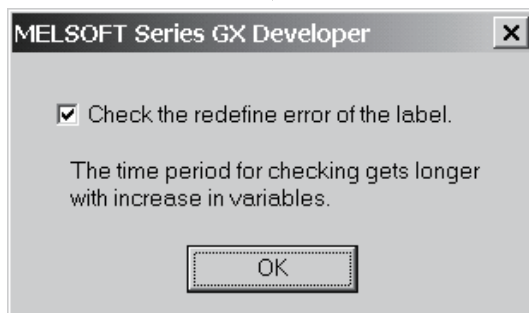 MELSOFT Series GX Developer
Check the redefine error of the label.
The time period for checking gets longer
with increase in variables.
OK